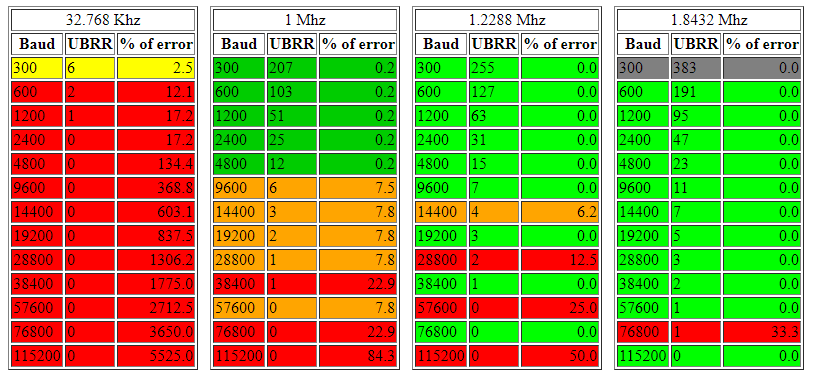 32.768 Khz
Baud UBRR % of error
300 6 2.5
600 2 12.1
1200 1 17.2
2400 0 17.2
4800 0 134.4
9600 0 368.8
14400 0 603.1
19200 0 837.5
28800 0 1306.2
38400 0 1775.0
57600 0 2712.5
76800 0 3650.0
115200 0 5525.0
1 Mhz
Baud UBRR % of error
300 207 0.2
600 103 0.2
1200 51 0.2
2400 25 0.2
4800 12 0.2
9600 6 7.5
14400 3 7.8
19200 2 7.8
28800 1 7.8
38400 1 22.9
57600 0 7.8
76800 0 22.9
115200 0 84.3
1.2288 Mhz
Baud UBRR % of error
300 255 0.0
600 127 0.0
1200 63 0.0
2400 31 0.0
4800 15 0.0
9600 7 0.0
14400 4 6.2
19200 3 0.0
28800 2 12.5
38400 1 0.0
57600 0 25.0
76800 0 0.0
115200 0 50.0
1.8432 Mhz
Baud UBRR % of error
300 383 0.0
600 191 0.0
1200 95 0.0
2400 47 0.0
4800 23 0.0
9600 11 0.0
14400 7 0.0
19200 5 0.0
28800 3 0.0
38400 2 0.0
57600 1 0.0
76800 1 33.3
115200 0 0.0